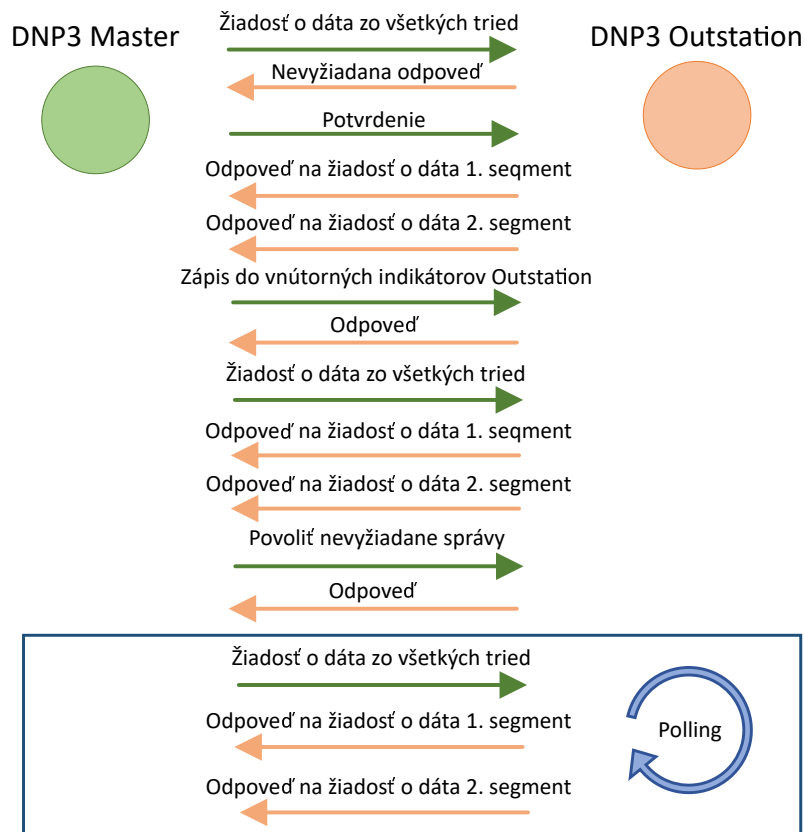 DNP3 Master
DNP3 Outstation
Žiadosť o dáta zo všetkých tried
Nevyžiadana odpoveď
Potvrdenie
Odpoveď na žiadosť o dáta 1. seqment
Odpoveď na žiadosť o dáta 2. segment
Zápis do vnútorných indikátorov Outstation
Odpoveď
Žiadosť o dáta zo všetkých tried
Odpoveď na žiadosť o dáta 1. seqment
Odpoveď na žiadosť o dáta 2. segment
Povoliť nevyžiadane správy
Odpoveď
Žiadosť o dáta zo všetkých tried
Odpoveď na žiadosť o dáta 1. segment
Polling
Odpoveď na žiadosť o dáta 2. segment